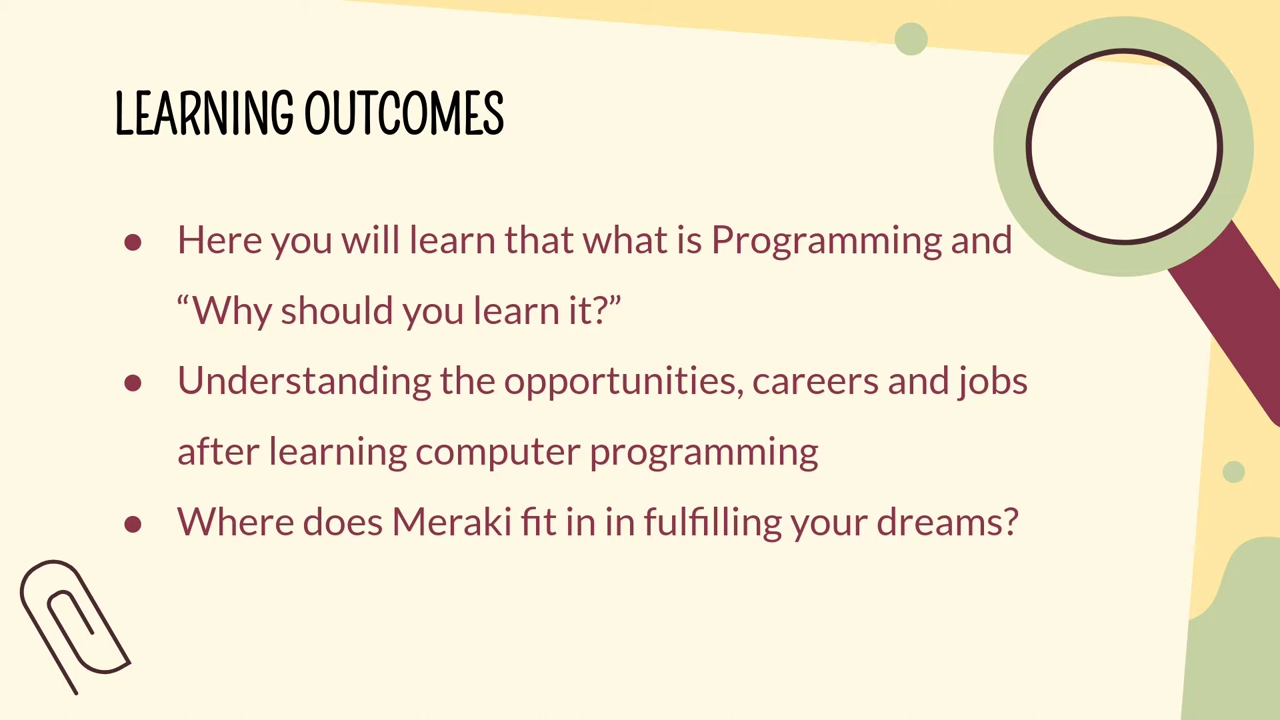 LEARNING OUTCOMES
● Here you will learn that what is Programming and
“Why should you learn it?”
● Understanding the opportunities, careers and jobs
after learning computer programming
● Where does Meraki fit in in fulfilling your dreams?